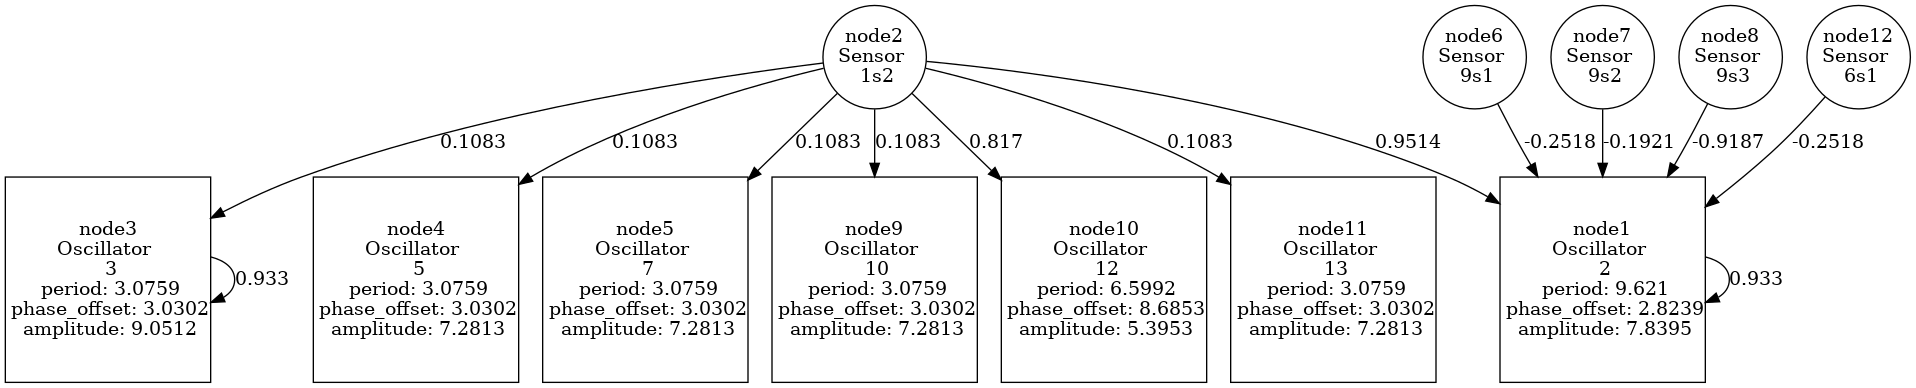 node2
Sensor
1s2
node6
Sensor
9s1
node7
Sensor
9s2
node8
Sensor
9s3
node12
Sensor
6s1
0.1083
0.1083
0.1083
0.1083
0.817
0.1083
0.9514
-0.2518
-0.1921
-0.9187
-0.2518
node3
Oscillator
3
period: 3.0759
phase_offset: 3.0302
amplitude: 9.0512
0.933
node4
Oscillator
5
period: 3.0759
phase_offset: 3.0302
amplitude: 7.2813
node5
Oscillator
7
period: 3.0759
phase_offset: 3.0302
amplitude: 7.2813
node9
Oscillator
10
period: 3.0759
phase_offset: 3.0302
amplitude: 7.2813
node10
Oscillator
12
period: 6.5992
phase_offset: 8.6853
amplitude: 5.3953
node11
Oscillator
13
period: 3.0759
phase_offset: 3.0302
amplitude: 7.2813
node1
Oscillator
2
period: 9.621
phase_offset: 2.8239
amplitude: 7.8395
0.933